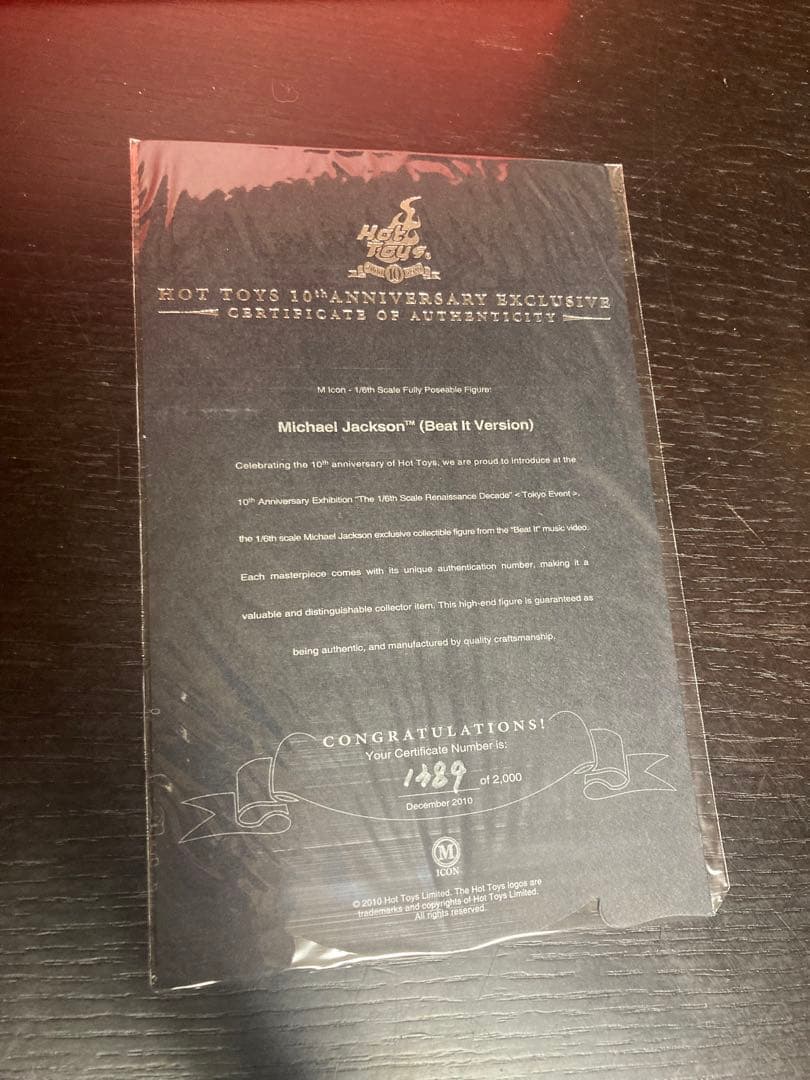 Hot
Toys
10
HOT TOYS 10th ANNIVERSARY EXCLUSIVE
CERTIFICATE OF AUTHENTICITY
M Icon - 1/6th Scale Fully Poseable Figure:
Michael Jackson™ (Beat It Version)
Celebrating the 10th anniversary of Hot Toys, we are proud to introduce at the
10th Anniversary Exhibition "The 1/6th Scale Renaissance Decade" < Tokyo Event >,
the 1/6th scale Michael Jackson exclusive collectible figure from the "Beat It" music video.
Each masterpiece comes with its unique authentication number, making it a
valuable and distinguishable collector item. This high-end figure is guaranteed as
being authentic, and manufactured by quality craftsmanship.
CONGRATULATIONS!
Your Certificate Number is:
1389 of 2,000
December 2010
M
ICON
© 2010 Hot Toys Limited. The Hot Toys logos are
trademarks and copyrights of Hot Toys Limited.
All rights reserved.